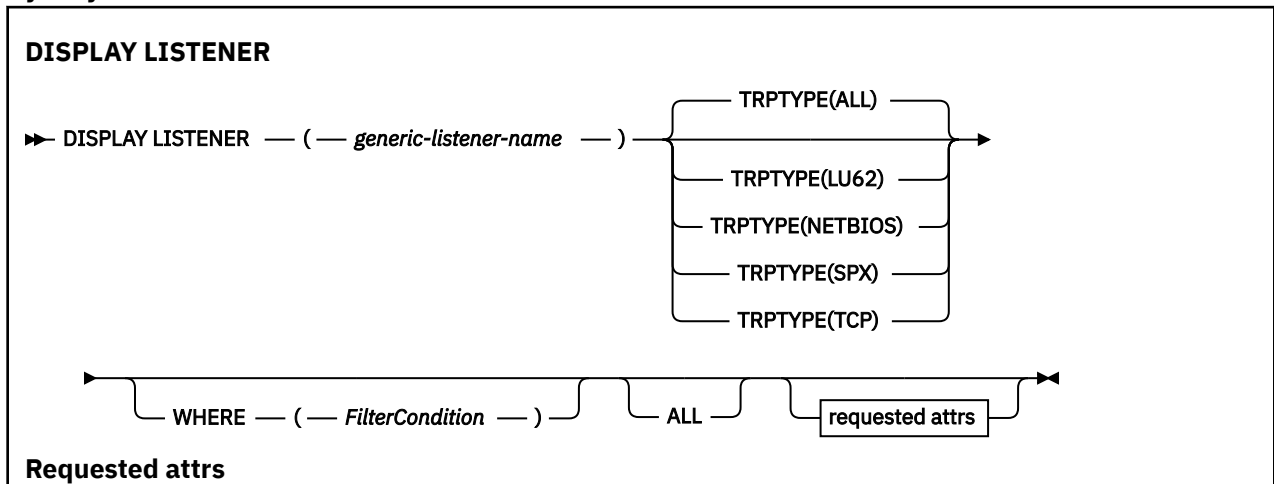 DISPLAY LISTENER
TRPTYPE(ALL)
DISPLAY LISTENER ( generic-listener-name )
TRPTYPE(LU62)
TRPTYPE(NETBIOS)
TRPTYPE(SPX)
TRPTYPE(TCP)
WHERE ( FilterCondition ) ALL requested attrs
Requested attrs